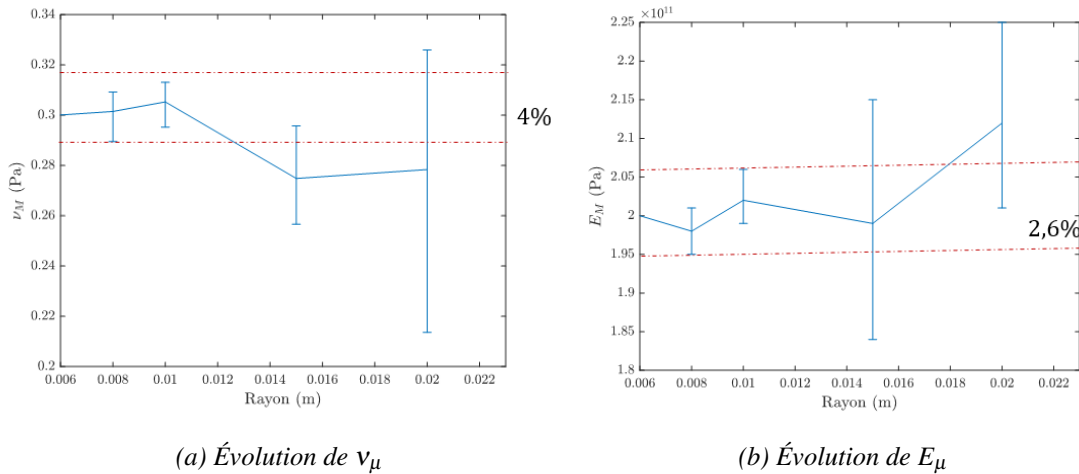 0.34
0.32
0.3
0.28
0.26
0.24
0.22
0.2
ν_M (Pa)
0.006 0.008 0.01 0.012 0.014 0.016 0.018 0.02 0.022
Rayon (m)
4%
(a) Évolution de ν_μ
×10^11
2.25
2.2
2.15
2.1
2.05
2
1.95
1.9
1.85
1.8
E_M (Pa)
0.006 0.008 0.01 0.012 0.014 0.016 0.018 0.02 0.022
Rayon (m)
2,6%
(b) Évolution de E_μ